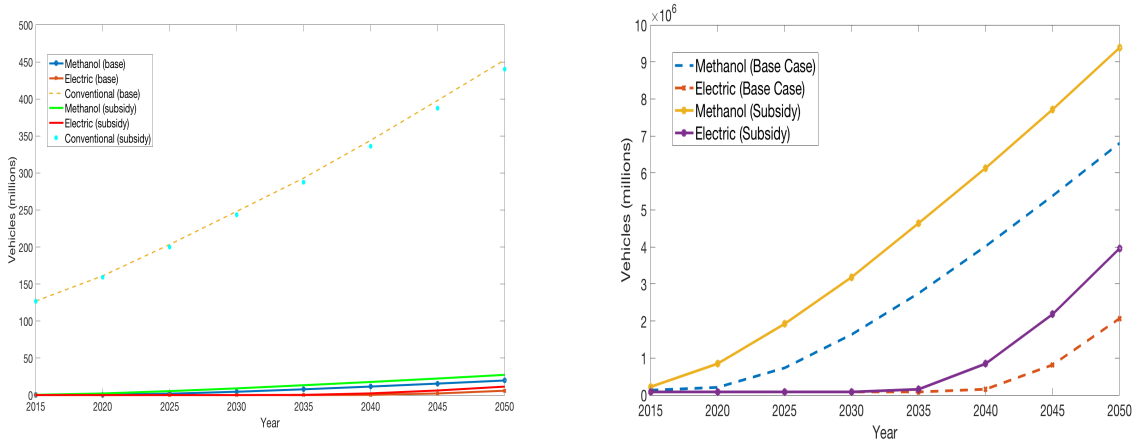 500
450
400
350
300
250
200
150
100
50
0
Vehicles (millions)
Methanol (base)
Electric (base)
Conventional (base)
Methanol (subsidy)
Electric (subsidy)
Conventional (subsidy)
2015 2020 2025 2030 2035 2040 2045 2050
Year
×10⁶
10
9
8
7
6
5
4
3
2
1
0
Vehicles (millions)
Methanol (Base Case)
Electric (Base Case)
Methanol (Subsidy)
Electric (Subsidy)
2015 2020 2025 2030 2035 2040 2045 2050
Year